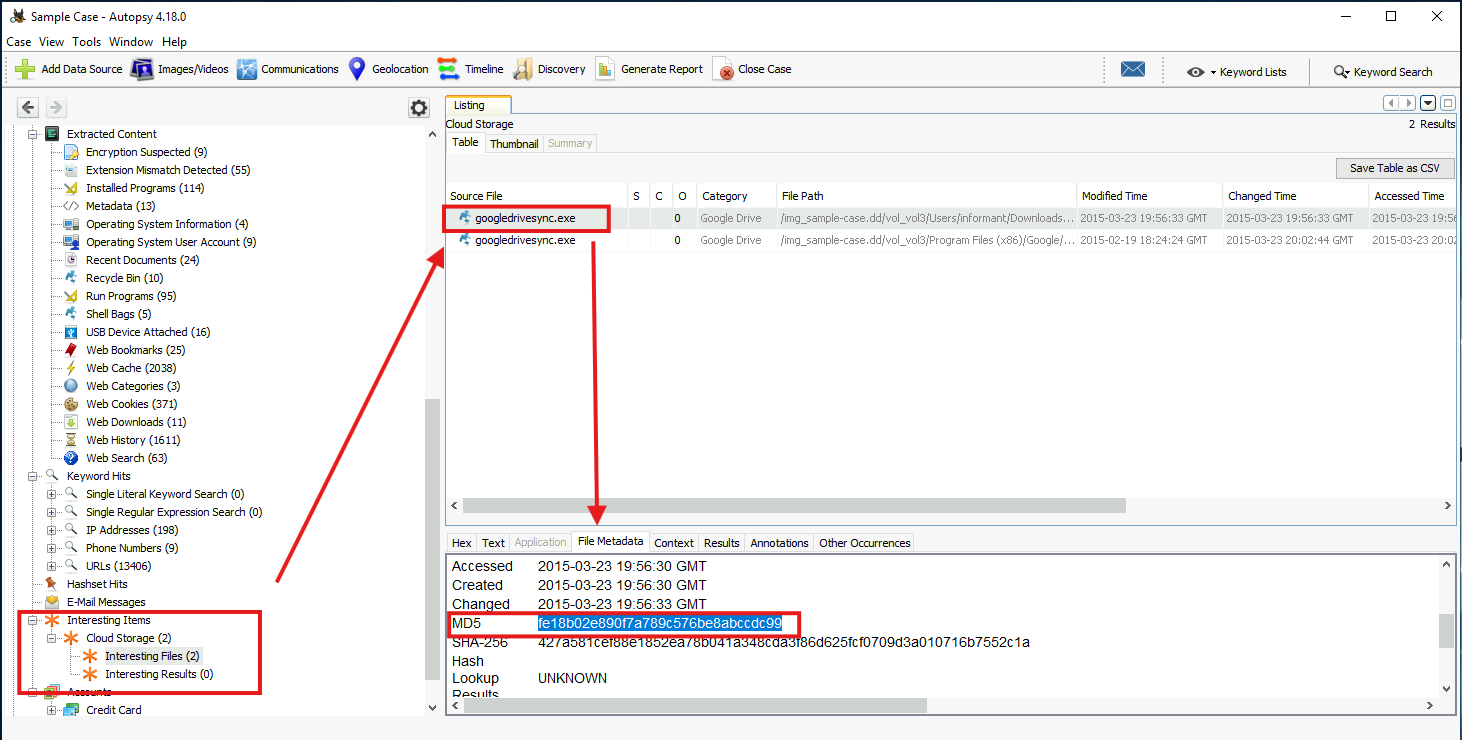 Sample Case - Autopsy 4.18.0
Case View Tools Window Help
Add Data Source Images/Videos Communications Geolocation Timeline Discovery Generate Report Close Case Keyword Lists Keyword Search
Extracted Content
Encryption Suspected (9)
Extension Mismatch Detected (55)
Installed Programs (114)
Metadata (13)
Operating System Information (4)
Operating System User Account (9)
Recent Documents (24)
Recycle Bin (10)
Run Programs (95)
Shell Bags (5)
USB Device Attached (16)
Web Bookmarks (25)
Web Cache (2038)
Web Categories (3)
Web Cookies (371)
Web Downloads (11)
Web History (1611)
Web Search (63)
Keyword Hits
Single Literal Keyword Search (0)
Single Regular Expression Search (0)
IP Addresses (198)
Phone Numbers (9)
URLs (13406)
Hashset Hits
E-Mail Messages
Interesting Items
Cloud Storage (2)
Interesting Files (2)
Interesting Results (0)
Accounts
Credit Card
Listing
Cloud Storage 2 Results
Table Thumbnail Summary
Save Table as CSV
Source File S C O Category File Path Modified Time Changed Time Accessed Time
googledrivesync.exe 0 Google Drive /img_sample-case.dd/vol_vol3/Users/informant/Downloads... 2015-03-23 19:56:33 GMT 2015-03-23 19:56:33 GMT 2015-03-23 19:56
googledrivesync.exe 0 Google Drive /img_sample-case.dd/vol_vol3/Program Files (x86)/Google/... 2015-02-19 18:24:24 GMT 2015-03-23 20:02:44 GMT 2015-03-23 20:02
Hex Text Application File Metadata Context Results Annotations Other Occurrences
Accessed 2015-03-23 19:56:30 GMT
Created 2015-03-23 19:56:30 GMT
Changed 2015-03-23 19:56:33 GMT
MD5 fe18b02e890f7a789c576be8abccdc99
SHA-256 427a581cef88e1852ea78b041a348cda3f86d625fcf0709d3a010716b7552c1a
Hash
Lookup UNKNOWN
Results